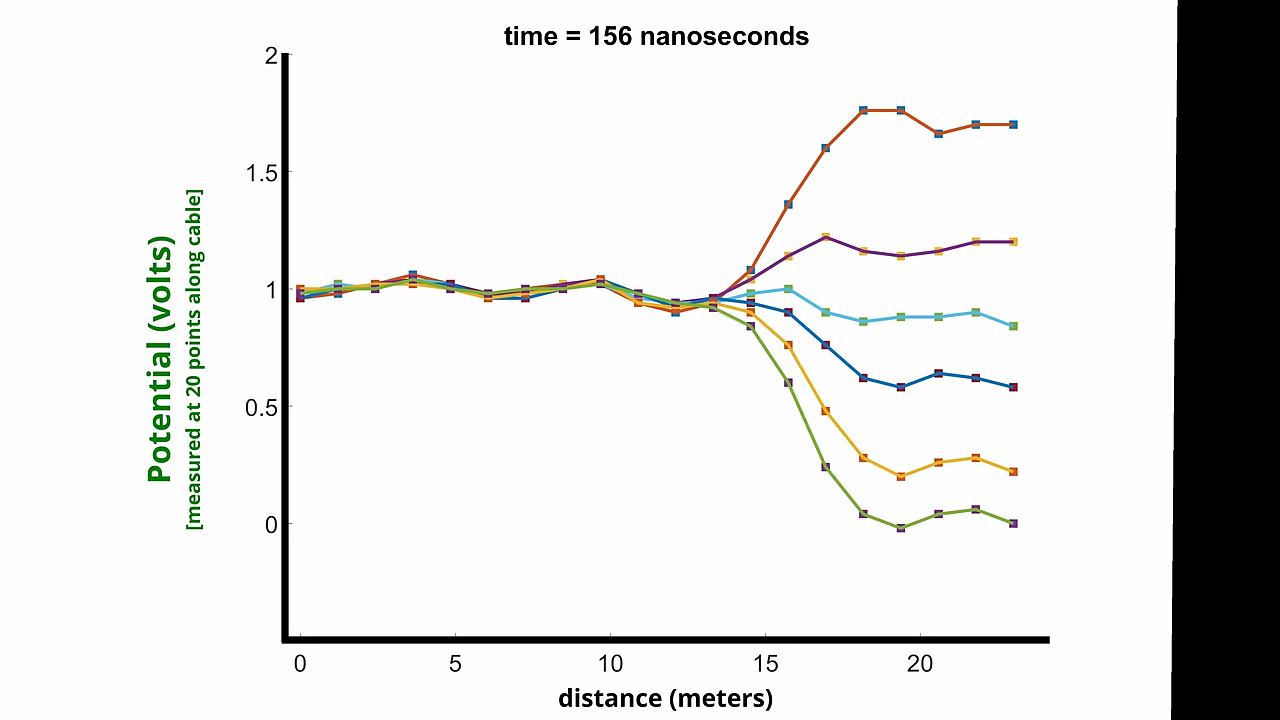 time = 156 nanoseconds
2
1.5
1
0.5
0
Potential (volts)
[measured at 20 points along cable]
0 5 10 15 20
distance (meters)